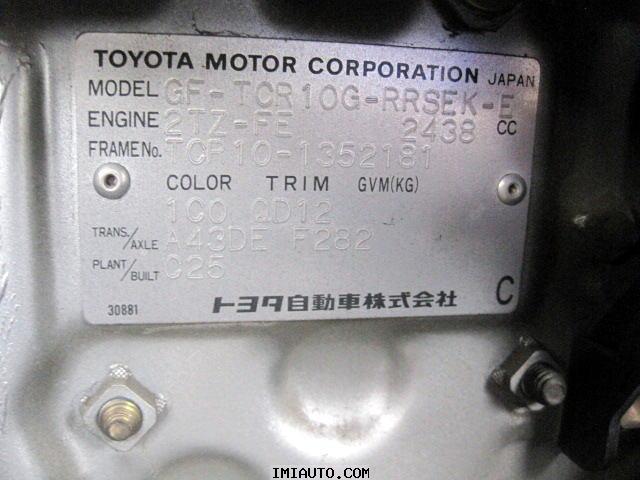 TOYOTA MOTOR CORPORATION JAPAN
MODEL GF-TCR10G-RRSEK-E
ENGINE 2TZ-FE 2438 CC
FRAME No. TCR10-1352181
COLOR TRIM GVM(KG)
1C0 QD12
TRANS./AXLE A43DE F282
PLANT/BUILT C25
30881 トヨタ自動車株式会社 C
IMIAUTO.COM